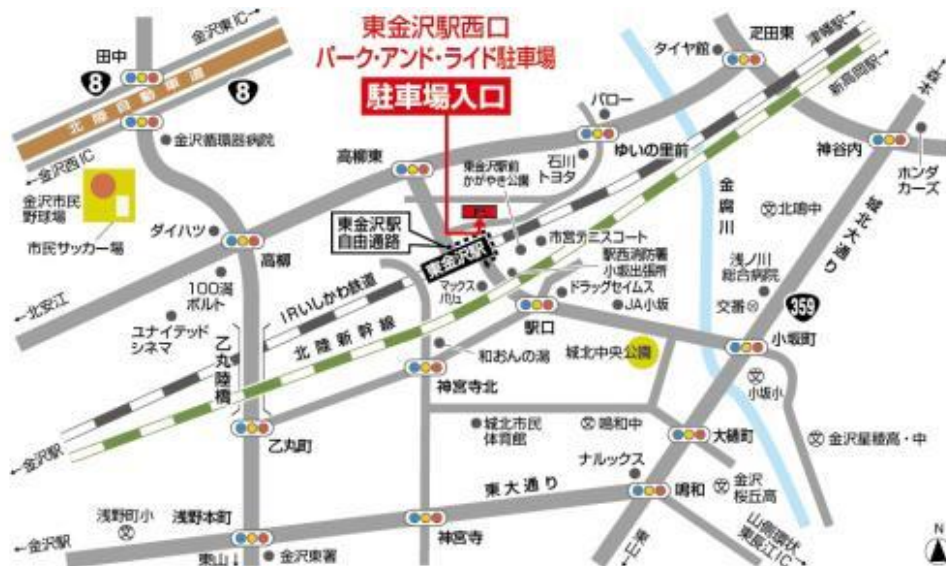 東金沢駅西口
パーク・アンド・ライド駐車場
駐車場入口
金沢東IC→
田中
8
8
北陸自動車道
←金沢西IC
金沢循環器病院
金沢市民
野球場
市民サッカー場
ダイハツ
高柳
高柳東
100満
ボルト
ユナイテッド
シネマ
←北安江
乙丸陸橋
IRいしかわ鉄道
北陸新幹線
東金沢駅
自由通路
東金沢駅
マックス
バリュ
東金沢駅前
かがやき公園
石川
トヨタ
バロー
ゆいの里前
タイヤ館
疋田東
津幡駅→
新高岡駅→
→森本
神谷内
ホンダ
カーズ
金腐川
文北鳴中
城北大通り
浅ノ川
総合病院
交番
359
小坂町
文
小坂小
市営テニスコート
駅西消防署
小坂出張所
ドラッグセイムス
JA小坂
駅口
城北中央公園
和おんの湯
神宮寺北
乙丸町
←金沢駅
城北市民
体育館
文鳴和中
大樋町
文金沢星稜高・中
ナルックス
鳴和
文金沢
桜丘高
東大通り
浅野町小
文
浅野本町
←金沢駅
東山↓
金沢東署
神宮寺
東山→
山側環状
東長江IC→
N